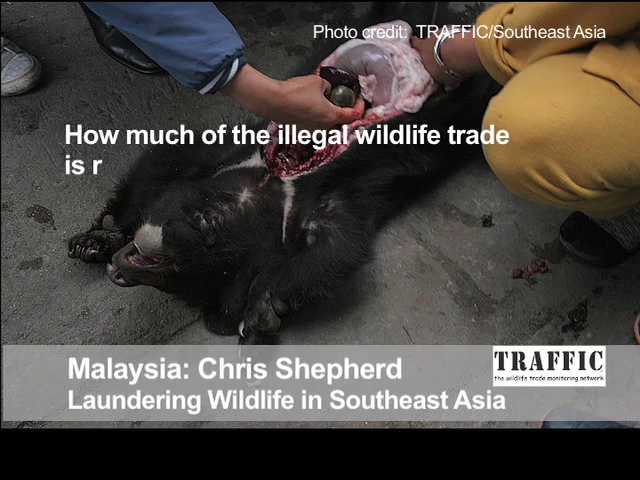 Photo credit: TRAFFIC/Southeast Asia
How much of the illegal wildlife trade
is r
Malaysia: Chris Shepherd
Laundering Wildlife in Southeast Asia
TRAFFIC
the wildlife trade monitoring network